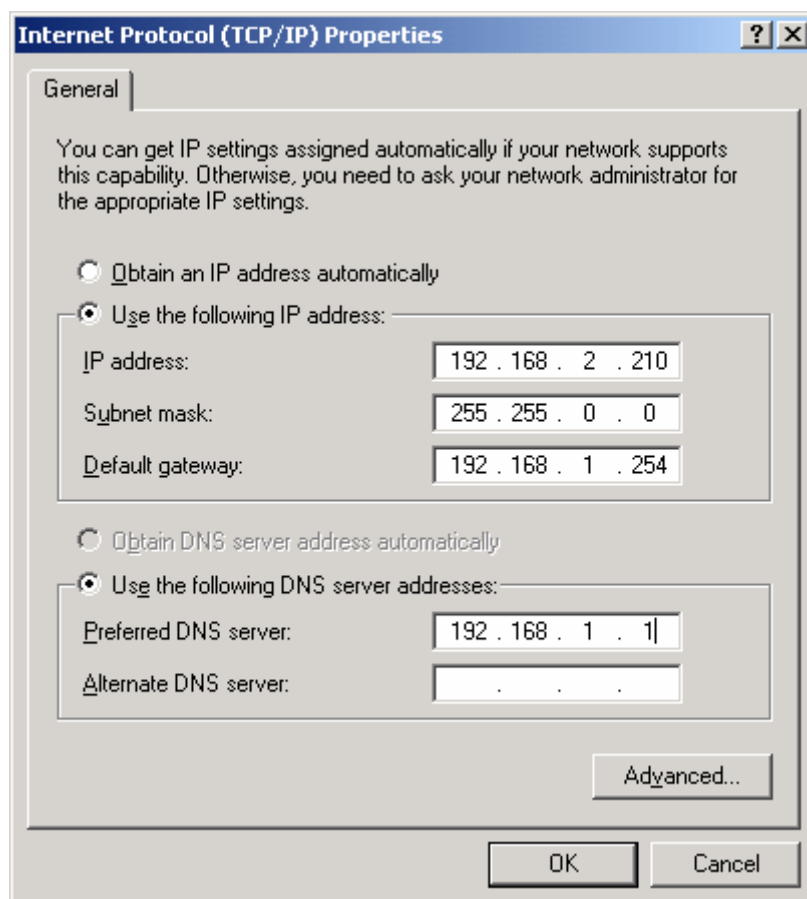 Internet Protocol (TCP/IP) Properties
General
You can get IP settings assigned automatically if your network supports
this capability. Otherwise, you need to ask your network administrator for
the appropriate IP settings.
Obtain an IP address automatically
Use the following IP address:
IP address: 192 . 168 . 2 . 210
Subnet mask: 255 . 255 . 0 . 0
Default gateway: 192 . 168 . 1 . 254
Obtain DNS server address automatically
Use the following DNS server addresses:
Preferred DNS server: 192 . 168 . 1 . 1
Alternate DNS server: . . .
Advanced...
OK Cancel